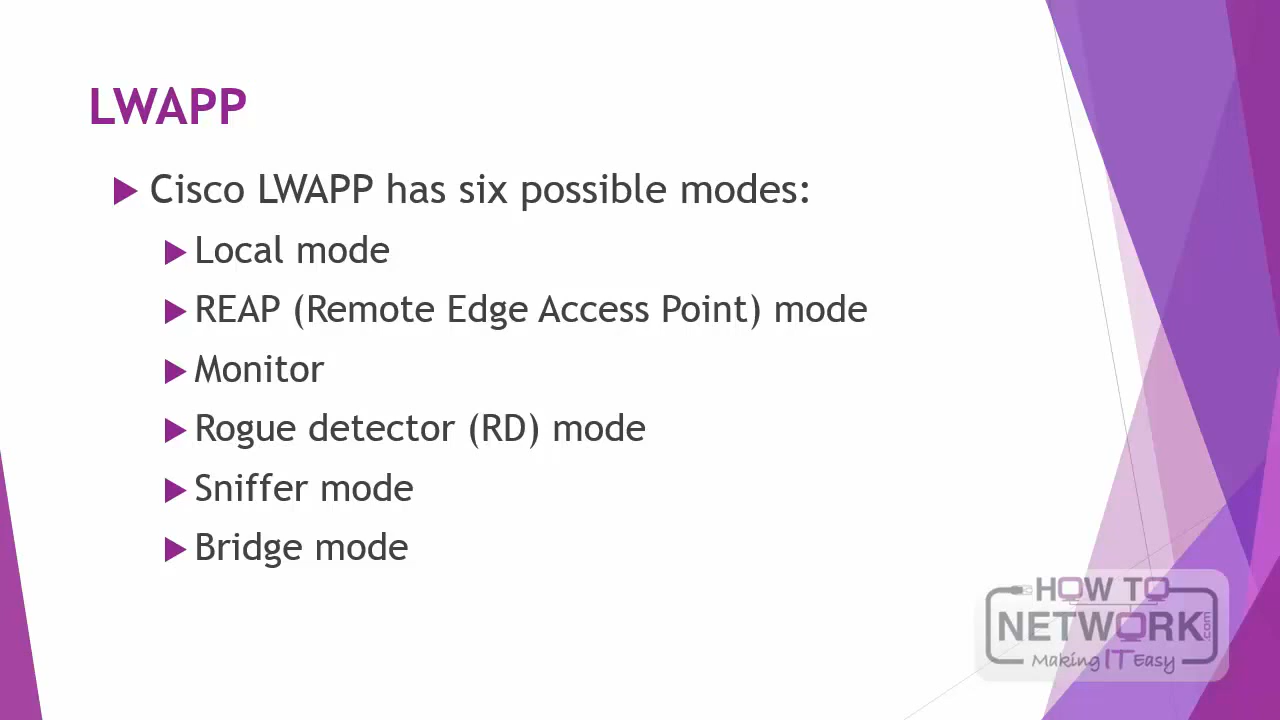 LWAPP
Cisco LWAPP has six possible modes:
Local mode
REAP (Remote Edge Access Point) mode
Monitor
Rogue detector (RD) mode
Sniffer mode
Bridge mode
HOW TO
NETWORK.com
Making IT Easy